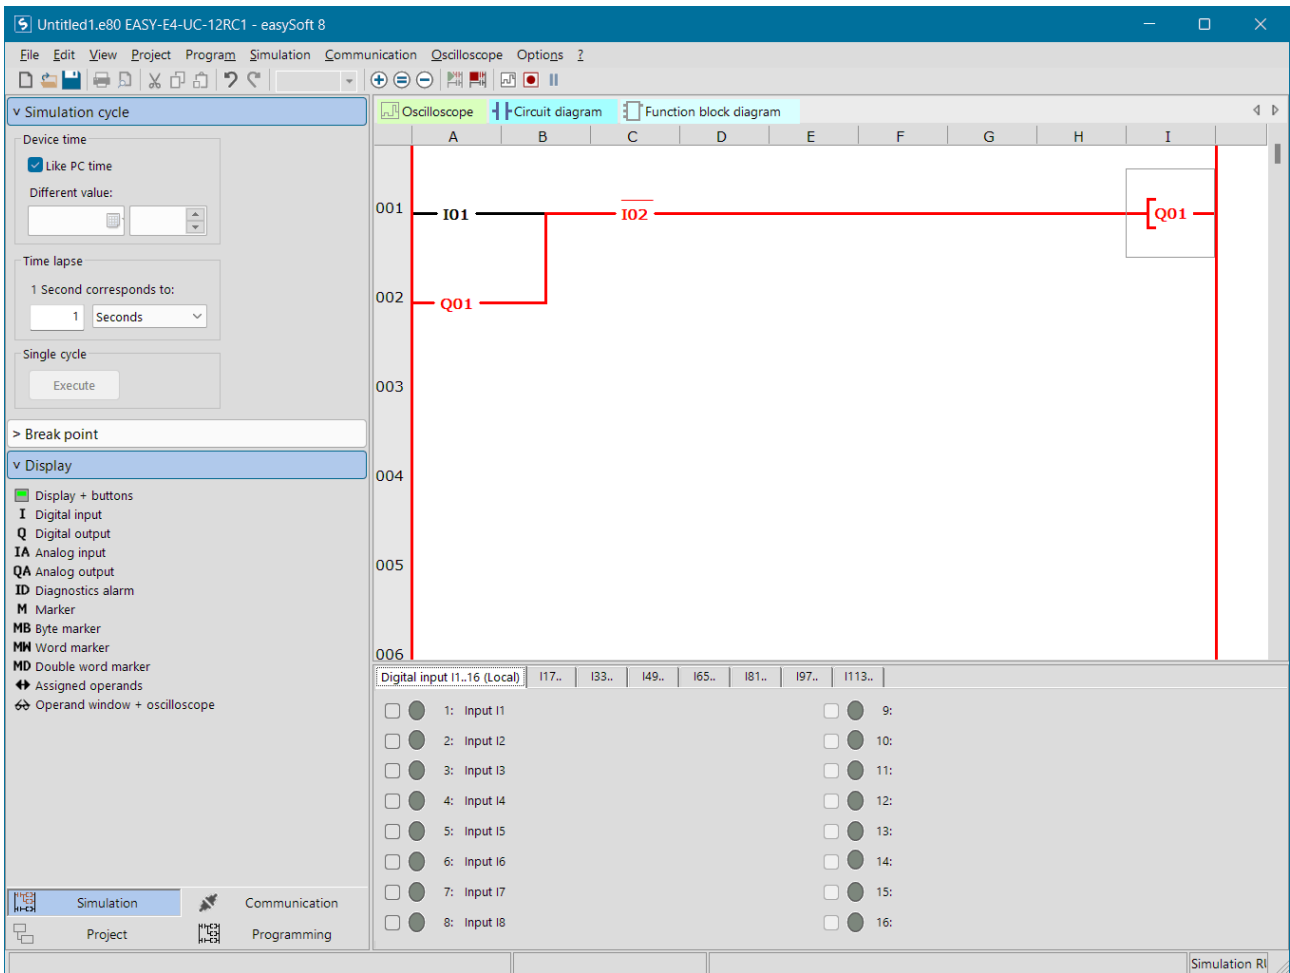 Untitled1.e80 EASY-E4-UC-12RC1 - easySoft 8
File Edit View Project Program Simulation Communication Oscilloscope Options ?
v Simulation cycle
Device time
Like PC time
Different value:
Time lapse
1 Second corresponds to:
1 Seconds
Single cycle
Execute
> Break point
v Display
Display + buttons
I Digital input
Q Digital output
IA Analog input
QA Analog output
ID Diagnostics alarm
M Marker
MB Byte marker
MW Word marker
MD Double word marker
Assigned operands
Operand window + oscilloscope
Simulation Communication
Project Programming
Oscilloscope Circuit diagram Function block diagram
A B C D E F G H I
001 I01 I02 Q01
002 Q01
003
004
005
006
Digital input I1..16 (Local) I17.. I33.. I49.. I65.. I81.. I97.. I113..
1: Input I1 9:
2: Input I2 10:
3: Input I3 11:
4: Input I4 12:
5: Input I5 13:
6: Input I6 14:
7: Input I7 15:
8: Input I8 16:
Simulation RU